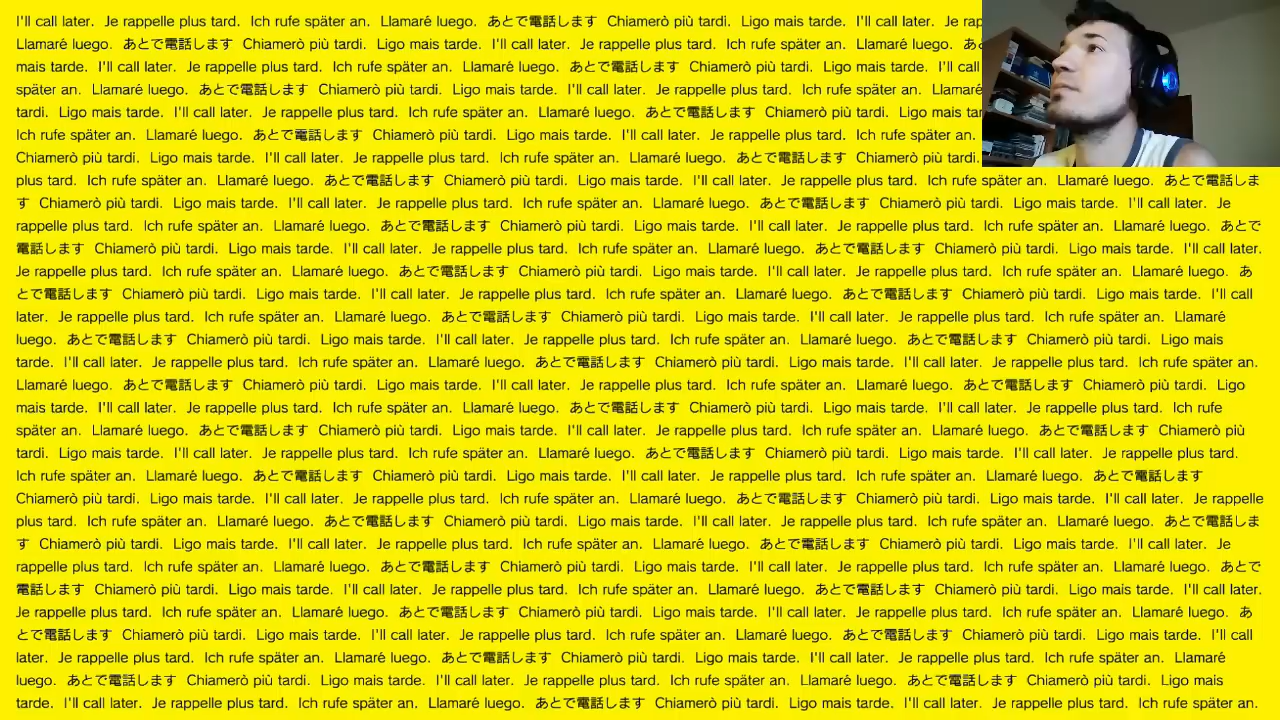 I'll call later. Je rappelle plus tard. Ich rufe später an. Llamaré luego. あとで電話します Chiamerò più tardi. Ligo mais tarde. I'll call later. Je
Llamaré luego. あとで電話します Chiamerò più tardi. Ligo mais tarde. I'll call later. Je rappelle plus tard. Ich rufe später an. Llamaré luego.
mais tarde. I'll call later. Je rappelle plus tard. Ich rufe später an. Llamaré luego. あとで電話します Chiamerò più tardi. Ligo mais tarde. I'll call
später an. Llamaré luego. あとで電話します Chiamerò più tardi. Ligo mais tarde. I'll call later. Je rappelle plus tard. Ich rufe später an. Llamaré
tardi. Ligo mais tarde. I'll call later. Je rappelle plus tard. Ich rufe später an. Llamaré luego. あとで電話します Chiamerò più tardi. Ligo mais
Ich rufe später an. Llamaré luego. あとで電話します Chiamerò più tardi. Ligo mais tarde. I'll call later. Je rappelle plus tard. Ich rufe später an.
Chiamerò più tardi. Ligo mais tarde. I'll call later. Je rappelle plus tard. Ich rufe später an. Llamaré luego. あとで電話します Chiamerò più tardi.
plus tard. Ich rufe später an. Llamaré luego. あとで電話します Chiamerò più tardi. Ligo mais tarde. I'll call later. Je rappelle plus tard. Ich rufe später an. Llamaré luego. あとで電話しま
す Chiamerò più tardi. Ligo mais tarde. I'll call later. Je rappelle plus tard. Ich rufe später an. Llamaré luego. あとで電話します Chiamerò più tardi. Ligo mais tarde. I'll call later. Je
rappelle plus tard. Ich rufe später an. Llamaré luego. あとで電話します Chiamerò più tardi. Ligo mais tarde. I'll call later. Je rappelle plus tard. Ich rufe später an. Llamaré luego. あとで
電話します Chiamerò più tardi. Ligo mais tarde. I'll call later. Je rappelle plus tard. Ich rufe später an. Llamaré luego. あとで電話します Chiamerò più tardi. Ligo mais tarde. I'll call later.
Je rappelle plus tard. Ich rufe später an. Llamaré luego. あとで電話します Chiamerò più tardi. Ligo mais tarde. I'll call later. Je rappelle plus tard. Ich rufe später an. Llamaré luego. あ
とで電話します Chiamerò più tardi. Ligo mais tarde. I'll call later. Je rappelle plus tard. Ich rufe später an. Llamaré luego. あとで電話します Chiamerò più tardi. Ligo mais tarde. I'll call
later. Je rappelle plus tard. Ich rufe später an. Llamaré luego. あとで電話します Chiamerò più tardi. Ligo mais tarde. I'll call later. Je rappelle plus tard. Ich rufe später an. Llamaré
luego. あとで電話します Chiamerò più tardi. Ligo mais tarde. I'll call later. Je rappelle plus tard. Ich rufe später an. Llamaré luego. あとで電話します Chiamerò più tardi. Ligo mais
tarde. I'll call later. Je rappelle plus tard. Ich rufe später an. Llamaré luego. あとで電話します Chiamerò più tardi. Ligo mais tarde. I'll call later. Je rappelle plus tard. Ich rufe später an.
Llamaré luego. あとで電話します Chiamerò più tardi. Ligo mais tarde. I'll call later. Je rappelle plus tard. Ich rufe später an. Llamaré luego. あとで電話します Chiamerò più tardi. Ligo
mais tarde. I'll call later. Je rappelle plus tard. Ich rufe später an. Llamaré luego. あとで電話します Chiamerò più tardi. Ligo mais tarde. I'll call later. Je rappelle plus tard. Ich rufe
später an. Llamaré luego. あとで電話します Chiamerò più tardi. Ligo mais tarde. I'll call later. Je rappelle plus tard. Ich rufe später an. Llamaré luego. あとで電話します Chiamerò più
tardi. Ligo mais tarde. I'll call later. Je rappelle plus tard. Ich rufe später an. Llamaré luego. あとで電話します Chiamerò più tardi. Ligo mais tarde. I'll call later. Je rappelle plus tard.
Ich rufe später an. Llamaré luego. あとで電話します Chiamerò più tardi. Ligo mais tarde. I'll call later. Je rappelle plus tard. Ich rufe später an. Llamaré luego. あとで電話します
Chiamerò più tardi. Ligo mais tarde. I'll call later. Je rappelle plus tard. Ich rufe später an. Llamaré luego. あとで電話します Chiamerò più tardi. Ligo mais tarde. I'll call later. Je rappelle
plus tard. Ich rufe später an. Llamaré luego. あとで電話します Chiamerò più tardi. Ligo mais tarde. I'll call later. Je rappelle plus tard. Ich rufe später an. Llamaré luego. あとで電話しま
す Chiamerò più tardi. Ligo mais tarde. I'll call later. Je rappelle plus tard. Ich rufe später an. Llamaré luego. あとで電話します Chiamerò più tardi. Ligo mais tarde. I'll call later. Je
rappelle plus tard. Ich rufe später an. Llamaré luego. あとで電話します Chiamerò più tardi. Ligo mais tarde. I'll call later. Je rappelle plus tard. Ich rufe später an. Llamaré luego. あとで
電話します Chiamerò più tardi. Ligo mais tarde. I'll call later. Je rappelle plus tard. Ich rufe später an. Llamaré luego. あとで電話します Chiamerò più tardi. Ligo mais tarde. I'll call later.
Je rappelle plus tard. Ich rufe später an. Llamaré luego. あとで電話します Chiamerò più tardi. Ligo mais tarde. I'll call later. Je rappelle plus tard. Ich rufe später an. Llamaré luego. あ
とで電話します Chiamerò più tardi. Ligo mais tarde. I'll call later. Je rappelle plus tard. Ich rufe später an. Llamaré luego. あとで電話します Chiamerò più tardi. Ligo mais tarde. I'll call
later. Je rappelle plus tard. Ich rufe später an. Llamaré luego. あとで電話します Chiamerò più tardi. Ligo mais tarde. I'll call later. Je rappelle plus tard. Ich rufe später an. Llamaré
luego. あとで電話します Chiamerò più tardi. Ligo mais tarde. I'll call later. Je rappelle plus tard. Ich rufe später an. Llamaré luego. あとで電話します Chiamerò più tardi. Ligo mais
tarde. I'll call later. Je rappelle plus tard. Ich rufe später an. Llamaré luego. あとで電話します Chiamerò più tardi. Ligo mais tarde. I'll call later. Je rappelle plus tard. Ich rufe später an.